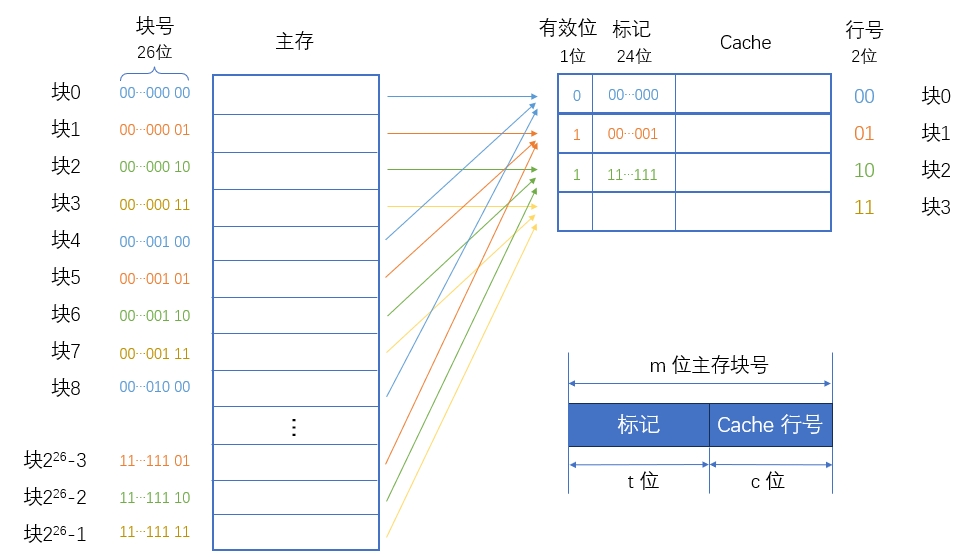 块号
26位
主存
有效位
1位
标记
24位
Cache
行号
2位
块0 00···000 00
块1 00···000 01
块2 00···000 10
块3 00···000 11
块4 00···001 00
块5 00···001 01
块6 00···001 10
块7 00···001 11
块8 00···010 00
⋮
块2²⁶-3 11···111 01
块2²⁶-2 11···111 10
块2²⁶-1 11···111 11
0 00···000 00 块0
1 00···001 01 块1
1 11···111 10 块2
11 块3
m 位主存块号
标记 Cache 行号
t 位 c 位